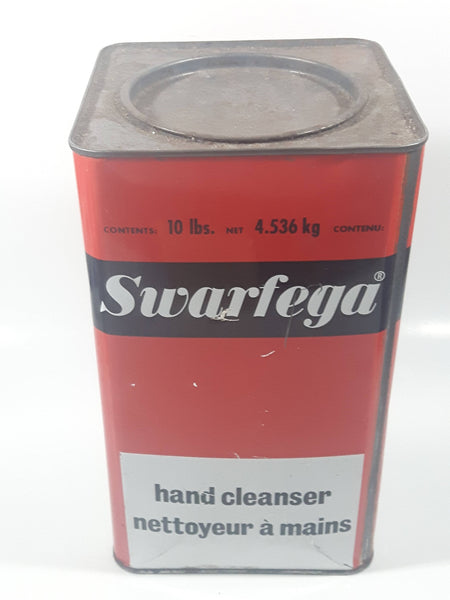 CONTENTS: 10 lbs. NET 4.536 kg CONTENU:
Swarfega®
hand cleanser
nettoyeur à mains